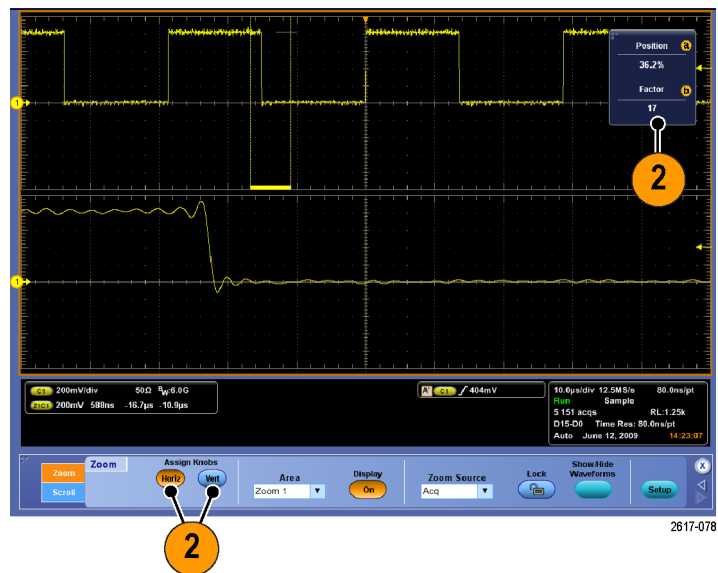 Position a
36.2%
Factor b
17
2
1
1
C1 200mV/div 50Ω BW:6.0G
Z1C1 200mV 588ns -16.7µs -10.9µs
A' C1 404mV
10.0µs/div 12.5MS/s 80.0ns/pt
Run Sample
5 151 acqs RL:1.25k
D15-D0 Time Res: 80.0ns/pt
Auto June 12, 2009 14:23:07
Zoom
Scroll
Zoom
Assign Knobs
Horiz Vert
Area
Zoom 1
Display
On
Zoom Source
Acq
Lock
Show/Hide
Waveforms
Setup
X
2
2617-078